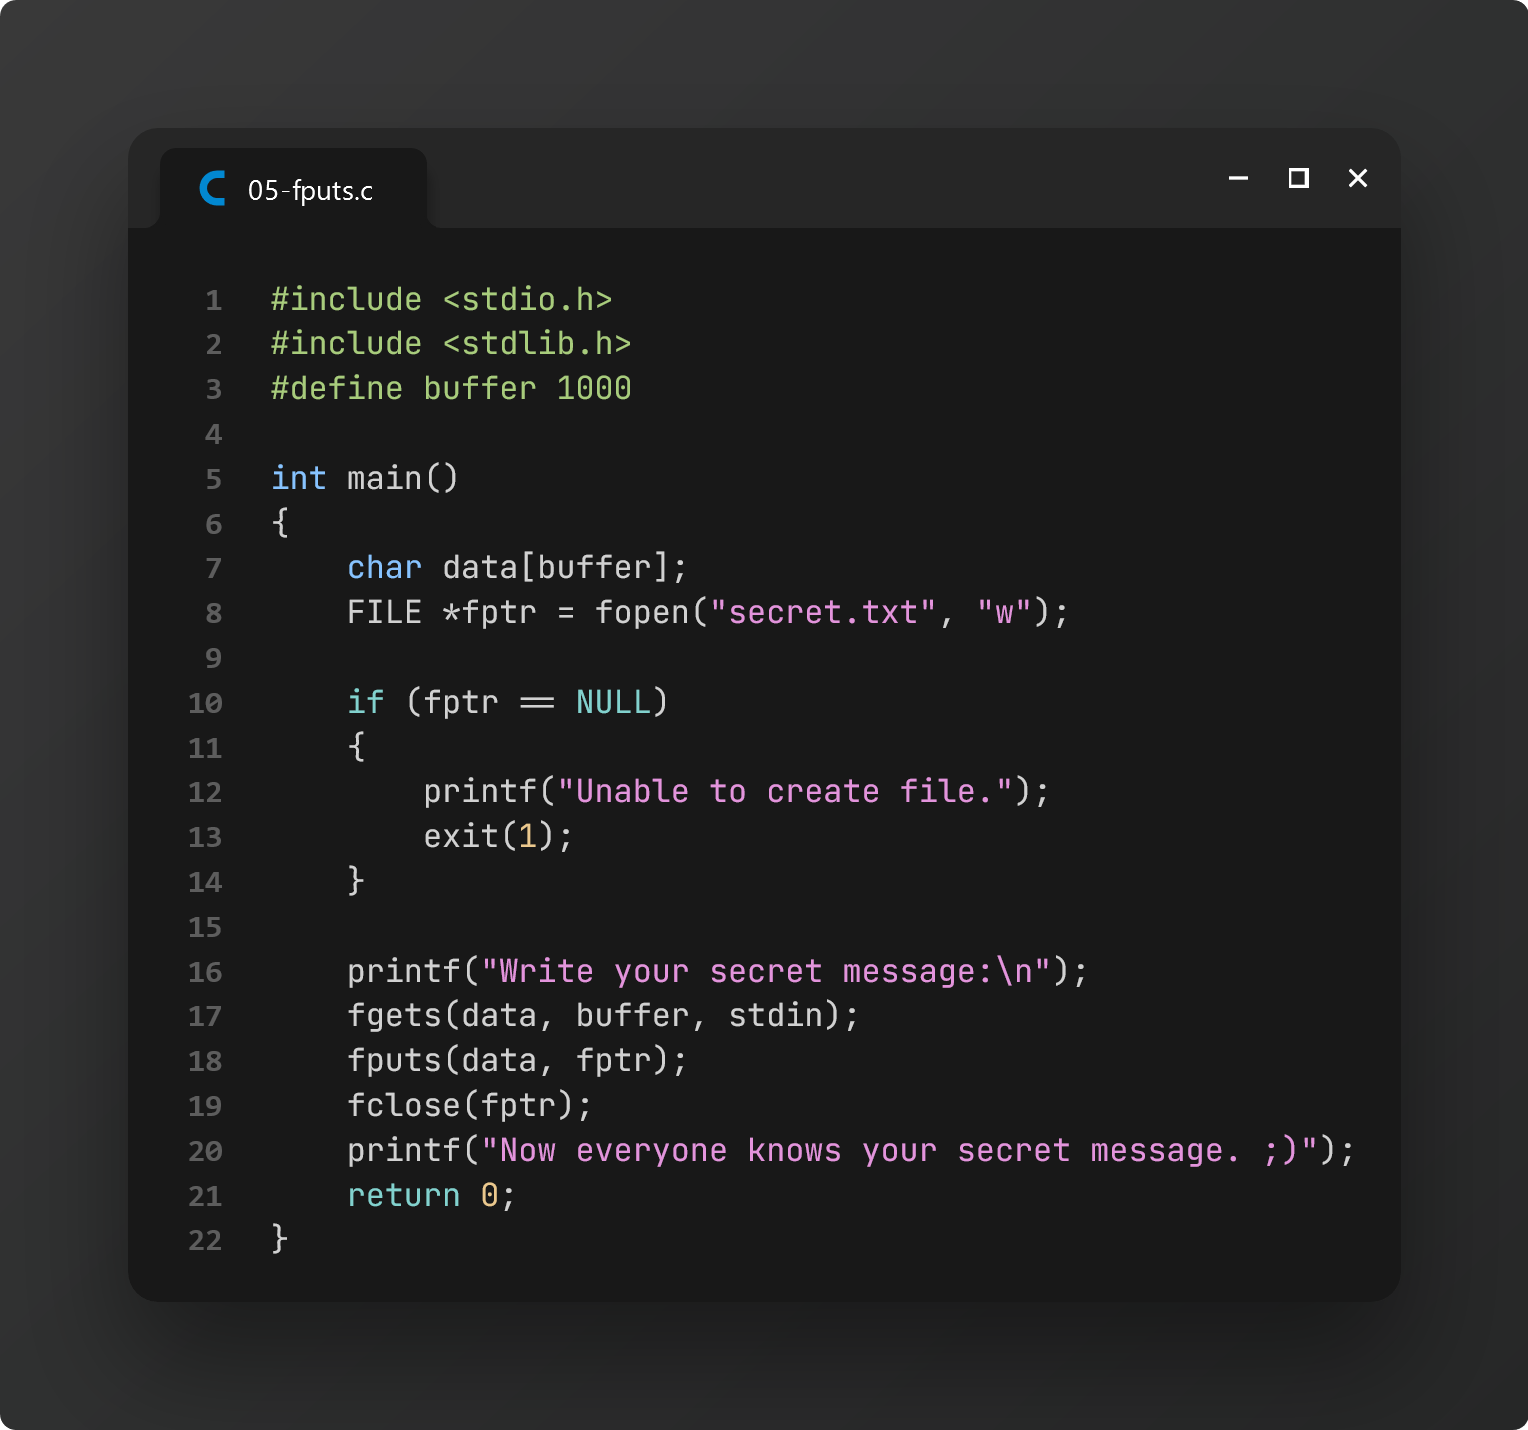 05-fputs.c
1 #include <stdio.h>
2 #include <stdlib.h>
3 #define buffer 1000
4
5 int main()
6 {
7     char data[buffer];
8     FILE *fptr = fopen("secret.txt", "w");
9
10     if (fptr == NULL)
11     {
12         printf("Unable to create file.");
13         exit(1);
14     }
15
16     printf("Write your secret message:\n");
17     fgets(data, buffer, stdin);
18     fputs(data, fptr);
19     fclose(fptr);
20     printf("Now everyone knows your secret message. ;)");
21     return 0;
22 }